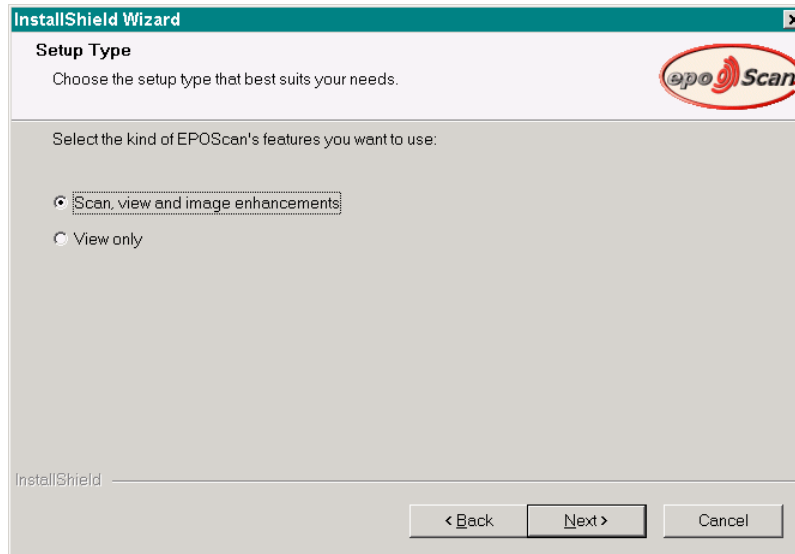 InstallShield Wizard
Setup Type
Choose the setup type that best suits your needs.
epo Scan
Select the kind of EPOScan's features you want to use:
Scan, view and image enhancements
View only
InstallShield
< Back
Next >
Cancel